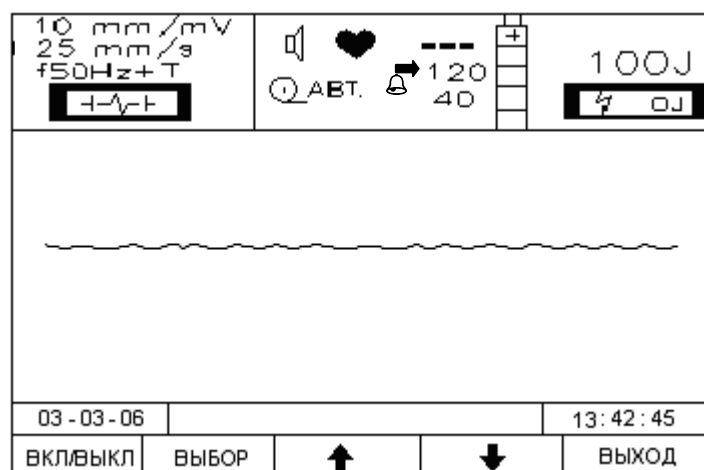 10 mm/mV
25 mm/s
f50Hz+T
АВТ.
---
120
40
+
100J
0J
03-03-06
13:42:45
ВКЛ/ВЫКЛ
ВЫБОР
ВЫХОД